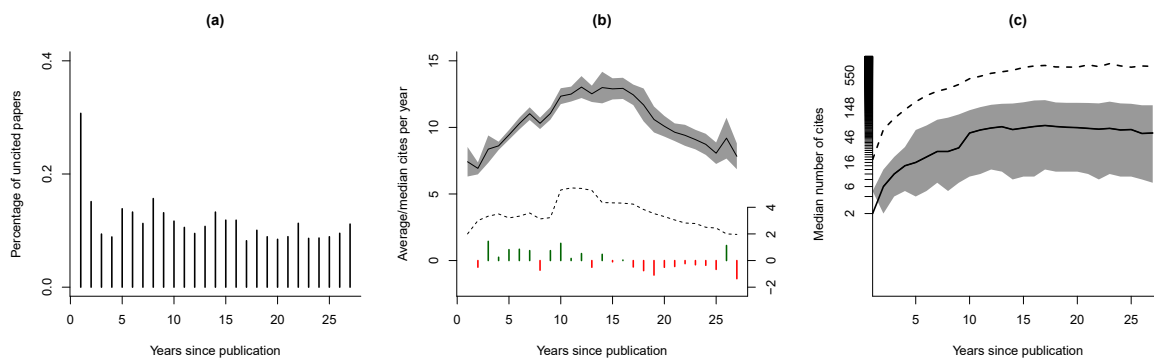 (a)
Percentage of uncited papers
0.4
0.2
0.0
0 5 10 15 20 25
Years since publication
(b)
Average/median cites per year
15
10
5
0
4
2
0
−2
0 5 10 15 20 25
Years since publication
(c)
Median number of cites
550
148
46
16
6
2
5 10 15 20 25
Years since publication